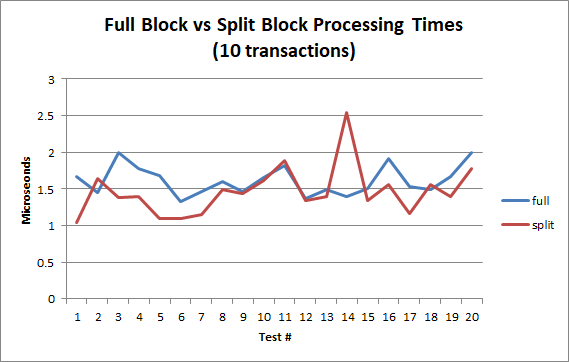 Full Block vs Split Block Processing Times
(10 transactions)
3
2.5
2
1.5
1
0.5
0
Microseconds
1 2 3 4 5 6 7 8 9 10 11 12 13 14 15 16 17 18 19 20
Test #
full
split